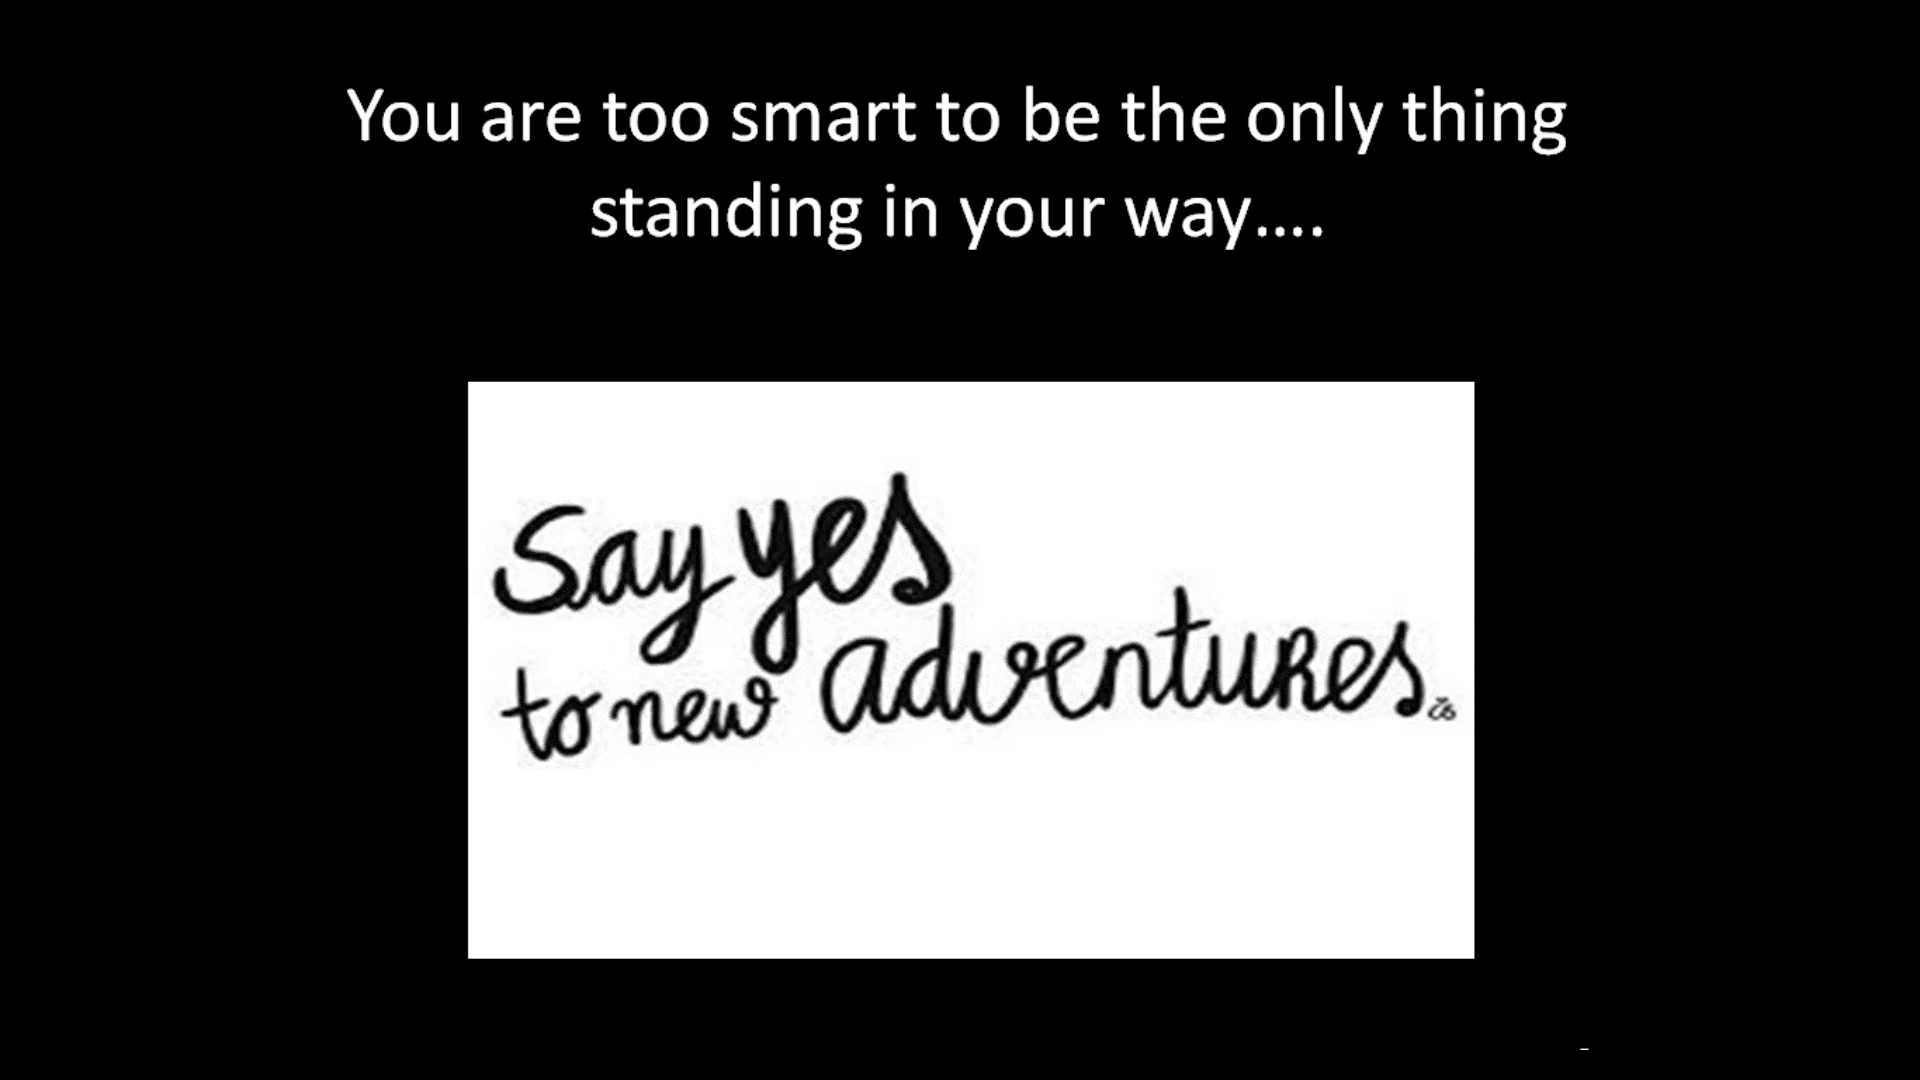 You are too smart to be the only thing
standing in your way....
Say yes
to new adventures.